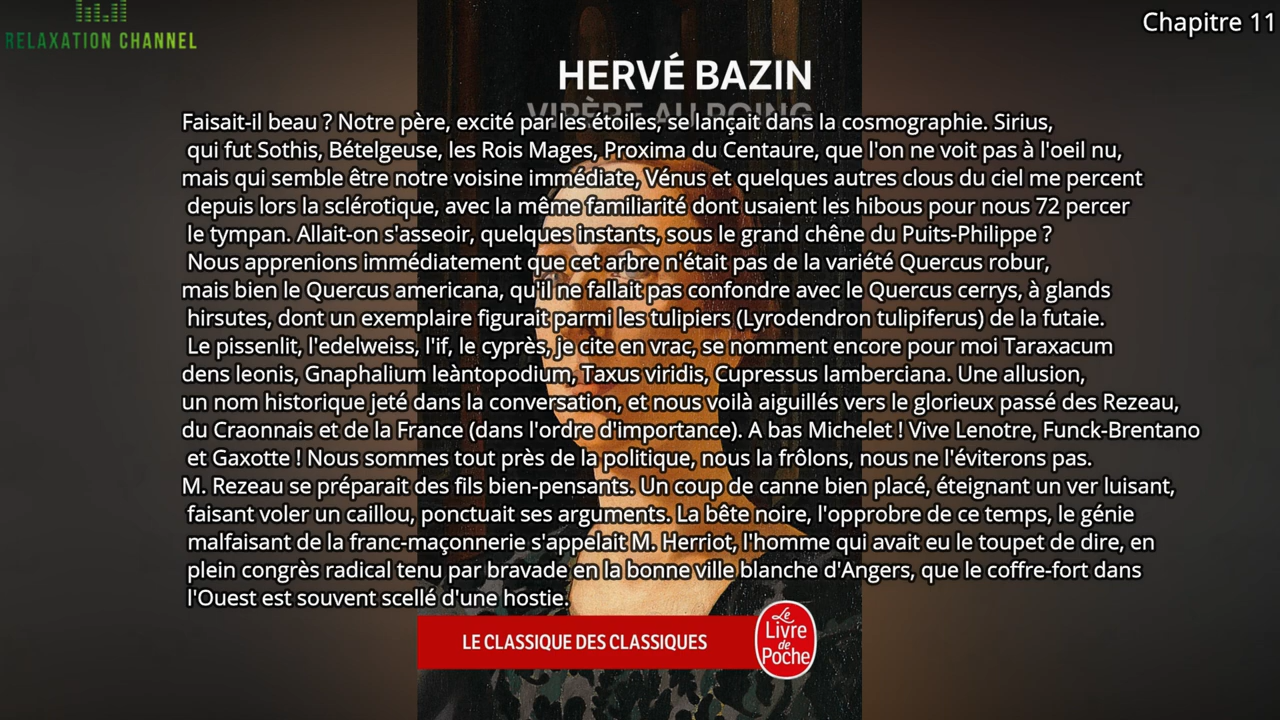 RELAXATION CHANNEL
Chapitre 11
HERVÉ BAZIN
VIPÈRE AU POING
Faisait-il beau ? Notre père, excité par les étoiles, se lançait dans la cosmographie. Sirius,
qui fut Sothis, Bételgeuse, les Rois Mages, Proxima du Centaure, que l'on ne voit pas à l'oeil nu,
mais qui semble être notre voisine immédiate, Vénus et quelques autres clous du ciel me percent
depuis lors la sclérotique, avec la même familiarité dont usaient les hibous pour nous 72 percer
le tympan. Allait-on s'asseoir, quelques instants, sous le grand chêne du Puits-Philippe ?
Nous apprenions immédiatement que cet arbre n'était pas de la variété Quercus robur,
mais bien le Quercus americana, qu'il ne fallait pas confondre avec le Quercus cerrys, à glands
hirsutes, dont un exemplaire figurait parmi les tulipiers (Lyrodendron tulipiferus) de la futaie.
Le pissenlit, l'edelweiss, l'if, le cyprès, je cite en vrac, se nomment encore pour moi Taraxacum
dens leonis, Gnaphalium leàntopodium, Taxus viridis, Cupressus lamberciana. Une allusion,
un nom historique jeté dans la conversation, et nous voilà aiguillés vers le glorieux passé des Rezeau,
du Craonnais et de la France (dans l'ordre d'importance). A bas Michelet ! Vive Lenotre, Funck-Brentano
et Gaxotte ! Nous sommes tout près de la politique, nous la frôlons, nous ne l'éviterons pas.
M. Rezeau se préparait des fils bien-pensants. Un coup de canne bien placé, éteignant un ver luisant,
faisant voler un caillou, ponctuait ses arguments. La bête noire, l'opprobre de ce temps, le génie
malfaisant de la franc-maçonnerie s'appelait M. Herriot, l'homme qui avait eu le toupet de dire, en
plein congrès radical tenu par bravade en la bonne ville blanche d'Angers, que le coffre-fort dans
l'Ouest est souvent scellé d'une hostie.
LE CLASSIQUE DES CLASSIQUES
Le
Livre
de
Poche